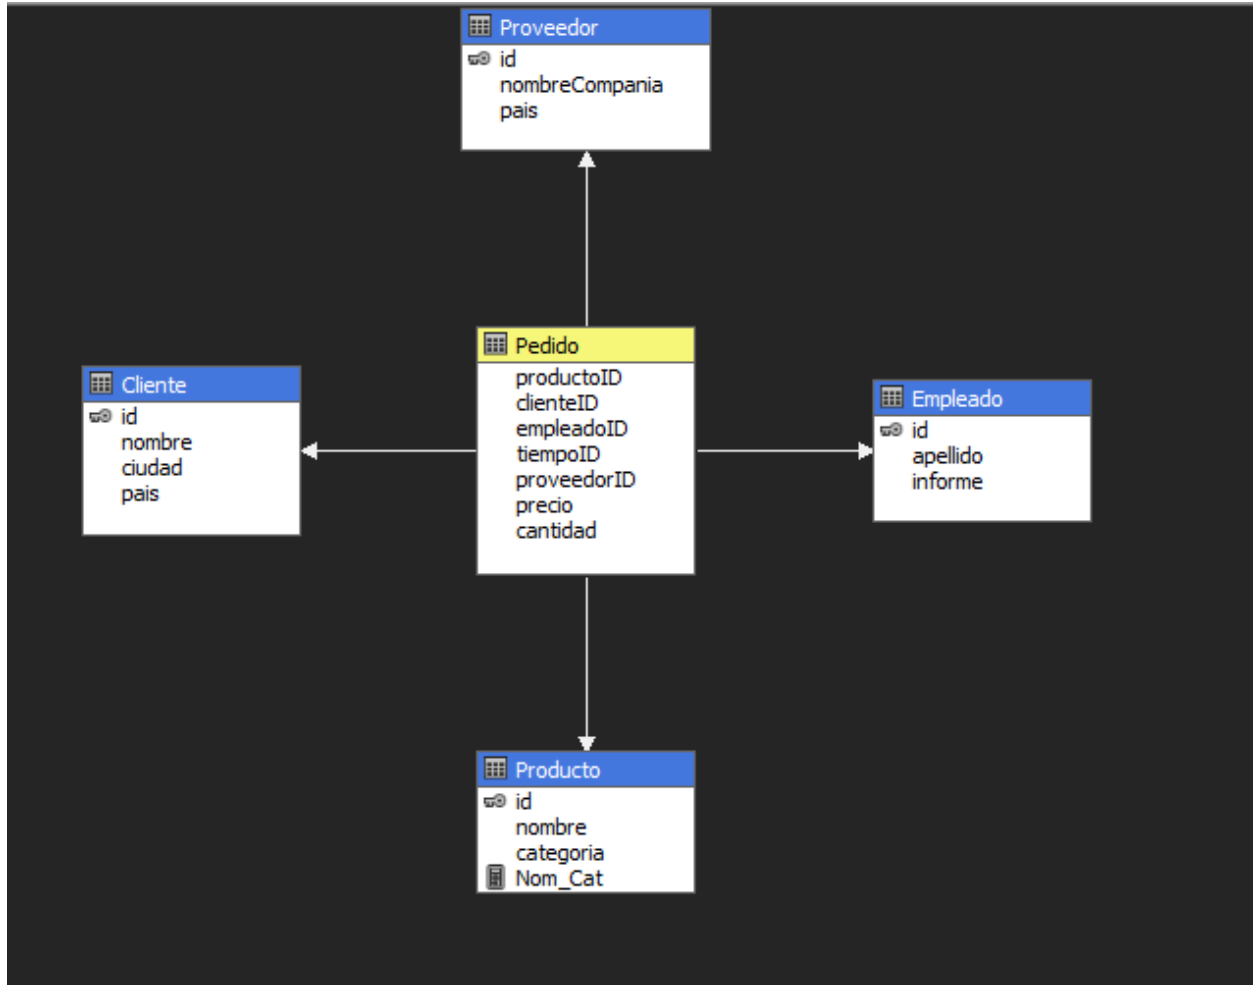 Proveedor
id
nombreCompania
pais
Pedido
productoID
clienteID
empleadoID
tiempoID
proveedorID
precio
cantidad
Cliente
id
nombre
ciudad
pais
Empleado
id
apellido
informe
Producto
id
nombre
categoria
Nom_Cat